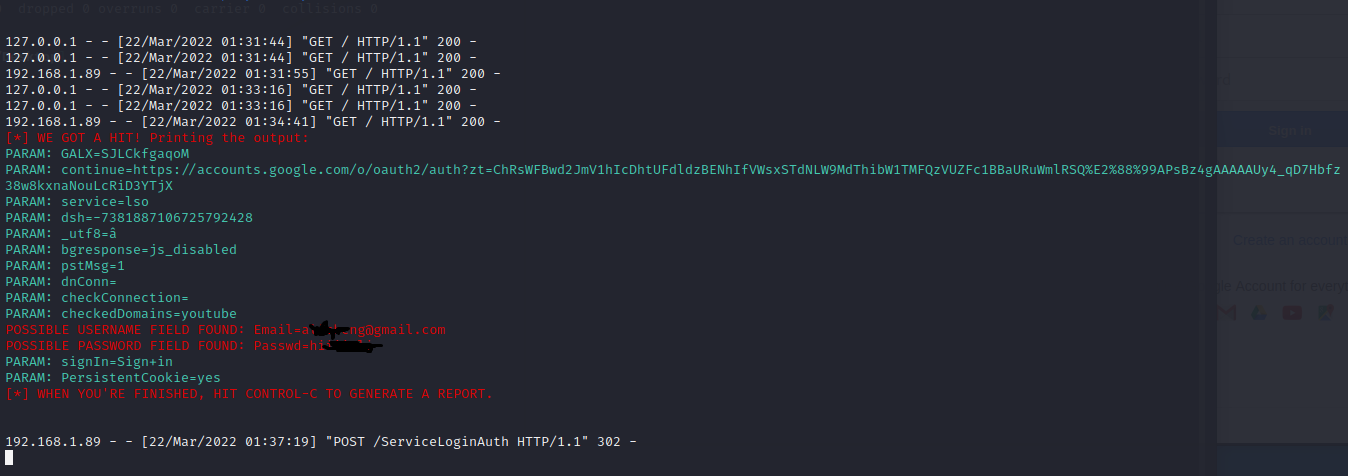 dropped 0 overruns 0 carrier 0 collisions 0
127.0.0.1 - - [22/Mar/2022 01:31:44] "GET / HTTP/1.1" 200 -
127.0.0.1 - - [22/Mar/2022 01:31:44] "GET / HTTP/1.1" 200 -
192.168.1.89 - - [22/Mar/2022 01:31:55] "GET / HTTP/1.1" 200 -
127.0.0.1 - - [22/Mar/2022 01:33:16] "GET / HTTP/1.1" 200 -
127.0.0.1 - - [22/Mar/2022 01:33:16] "GET / HTTP/1.1" 200 -
192.168.1.89 - - [22/Mar/2022 01:34:41] "GET / HTTP/1.1" 200 -
[*] WE GOT A HIT! Printing the output:
PARAM: GALX=SJLCkfgaqoM
PARAM: continue=https://accounts.google.com/o/oauth2/auth?zt=ChRsWFBwd2JmV1hIcDhtUFdldzBENhIfVWsxSTdNLW9MdThibW1TMFQzVUZFc1BBaURuWmlRSQ%E2%88%99APsBz4gAAAAAUy4_qD7Hbfz
38w8kxnaNouLcRiD3YTjX
PARAM: service=lso
PARAM: dsh=-7381887106725792428
PARAM: _utf8=â
PARAM: bgresponse=js_disabled
PARAM: pstMsg=1
PARAM: dnConn=
PARAM: checkConnection=
PARAM: checkedDomains=youtube
POSSIBLE USERNAME FIELD FOUND: Email= @gmail.com
POSSIBLE PASSWORD FIELD FOUND: Passwd=
PARAM: signIn=Sign+in
PARAM: PersistentCookie=yes
[*] WHEN YOU'RE FINISHED, HIT CONTROL-C TO GENERATE A REPORT.
192.168.1.89 - - [22/Mar/2022 01:37:19] "POST /ServiceLoginAuth HTTP/1.1" 302 -
Sign in
Create an account
Account for every